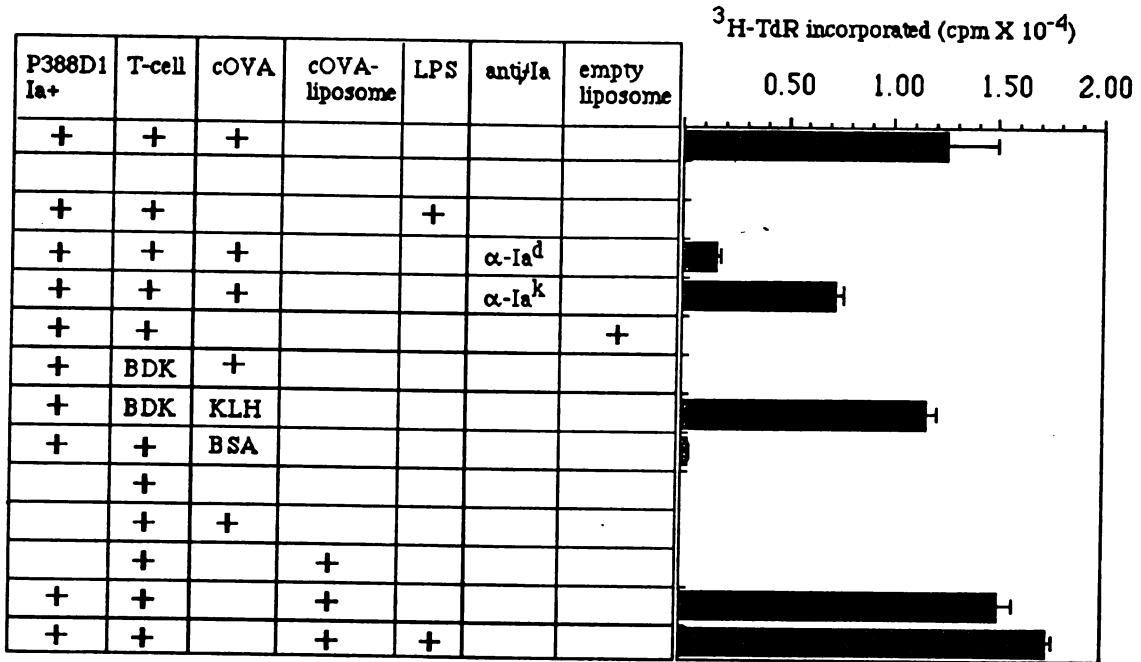 ³H-TdR incorporated (cpm X 10⁻⁴)
0.50 1.00 1.50 2.00
P388D1 Ia+ T-cell cOVA cOVA-liposome LPS anti/Ia empty liposome
+ + +
+ + +
+ + + α-Iaᵈ
+ + + α-Iaᵏ
+ + +
+ BDK +
+ BDK KLH
+ + BSA
+
+ +
+ +
+ + +
+ + + +